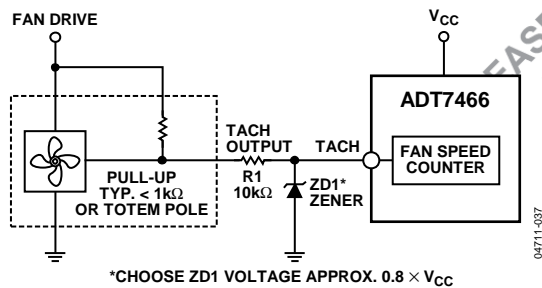 FAN DRIVE
VCC
EASE
ADT7466
TACH
OUTPUT
TACH
FAN SPEED
COUNTER
PULL-UP
TYP. < 1kΩ
OR TOTEM POLE
R1
10kΩ
ZD1*
ZENER
*CHOOSE ZD1 VOLTAGE APPROX. 0.8 × VCC
04711-037